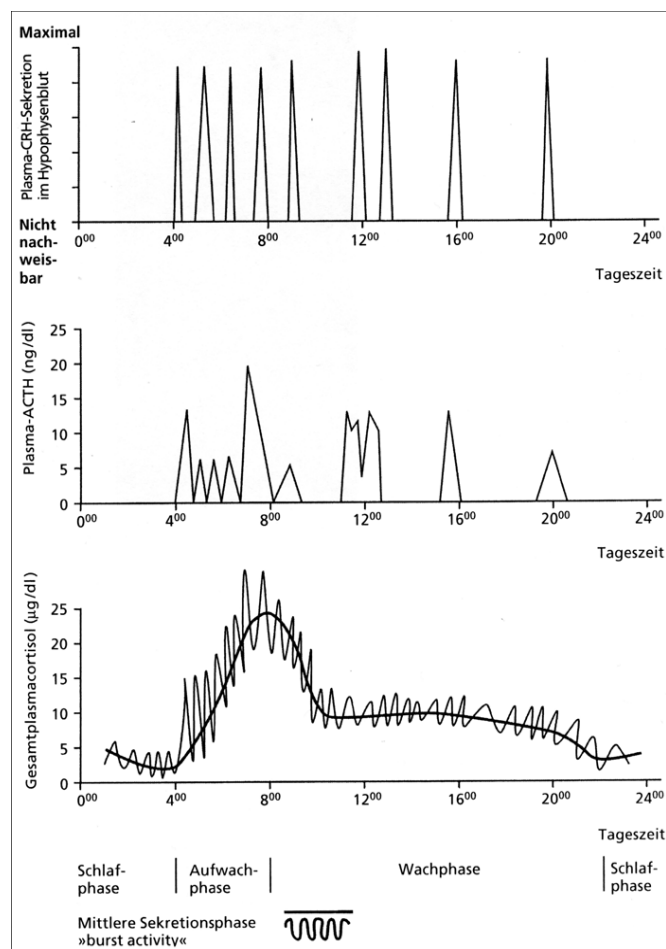 Maximal
Plasma-CRH-Sekretion
im Hypophysenblut
Nicht
nach-
weis-
bar
0⁰⁰ 4⁰⁰ 8⁰⁰ 12⁰⁰ 16⁰⁰ 20⁰⁰ 24⁰⁰
Tageszeit
Plasma-ACTH (ng/dl)
25
20
15
10
5
0
0⁰⁰ 4⁰⁰ 8⁰⁰ 12⁰⁰ 16⁰⁰ 20⁰⁰ 24⁰⁰
Tageszeit
Gesamtplasmacortisol (µg/dl)
25
20
15
10
5
0
0⁰⁰ 4⁰⁰ 8⁰⁰ 12⁰⁰ 16⁰⁰ 20⁰⁰ 24⁰⁰
Tageszeit
Schlaf-
phase
Aufwach-
phase
Wachphase
Schlaf-
phase
Mittlere Sekretionsphase
»burst activity«